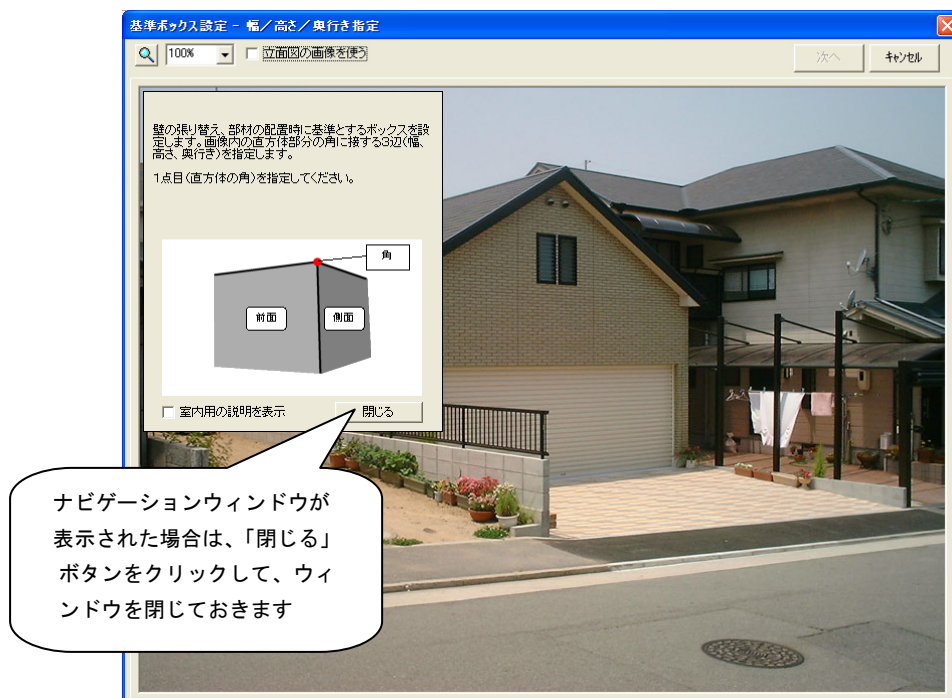 基準ボックス設定 - 幅／高さ／奥行き指定
100%
立面図の画像を使う
次へ
キャンセル
壁の張り替え、部材の配置時に基準とするボックスを設
定します。画像内の直方体部分の角に接する3辺(幅、
高さ、奥行き)を指定します。
1点目(直方体の角)を指定してください。
角
前面
側面
室内用の説明を表示
閉じる
ナビゲーションウィンドウが
表示された場合は、「閉じる」
ボタンをクリックして、ウィ
ンドウを閉じておきます